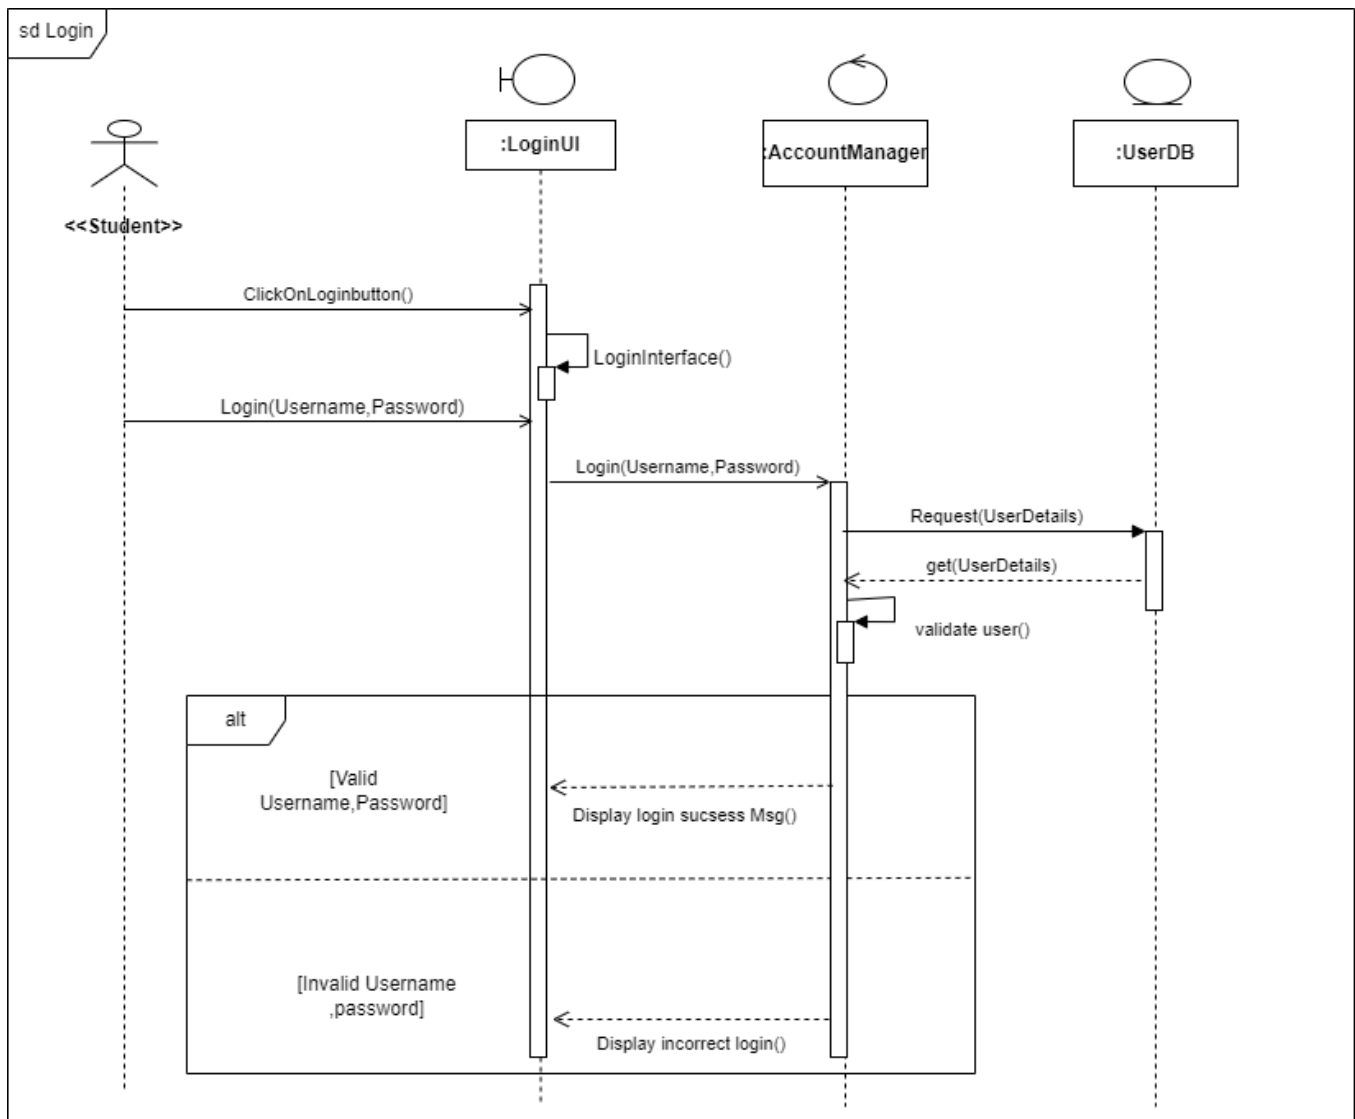 sd Login
:LoginUI
:AccountManager
:UserDB
<<Student>>
ClickOnLoginbutton()
LoginInterface()
Login(Username,Password)
Login(Username,Password)
Request(UserDetails)
get(UserDetails)
validate user()
alt
[Valid
Username,Password]
Display login sucsess Msg()
[Invalid Username
,password]
Display incorrect login()